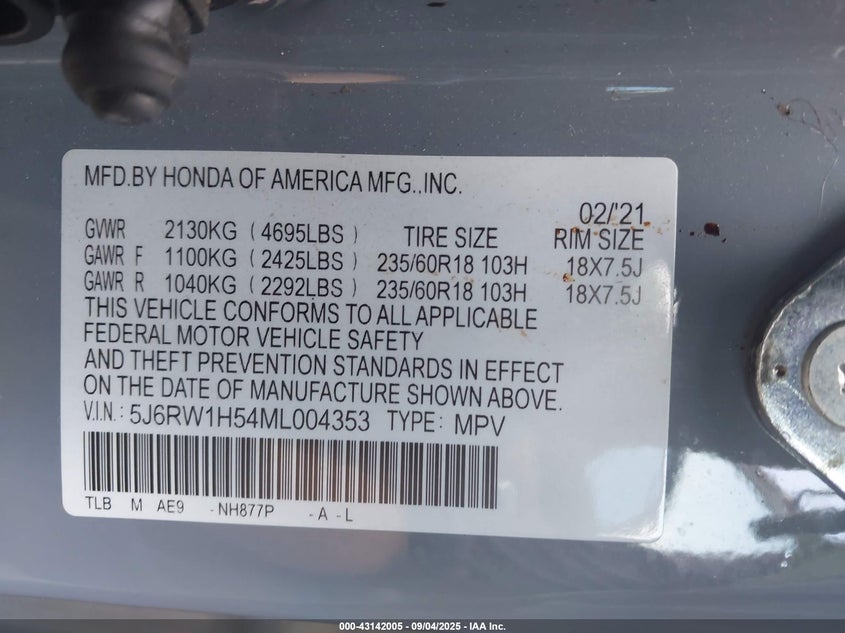 MFD.BY HONDA OF AMERICA MFG.,INC.
02/'21
GVWR 2130KG ( 4695LBS ) TIRE SIZE RIM SIZE
GAWR F 1100KG ( 2425LBS ) 235/60R18 103H 18X7.5J
GAWR R 1040KG ( 2292LBS ) 235/60R18 103H 18X7.5J
THIS VEHICLE CONFORMS TO ALL APPLICABLE
FEDERAL MOTOR VEHICLE SAFETY
AND THEFT PREVENTION STANDARDS IN EFFECT
ON THE DATE OF MANUFACTURE SHOWN ABOVE.
V.I.N.: 5J6RW1H54ML004353 TYPE: MPV
TLB M AE9 -NH877P -A -L
000-43142005 - 09/04/2025 - IAA Inc.